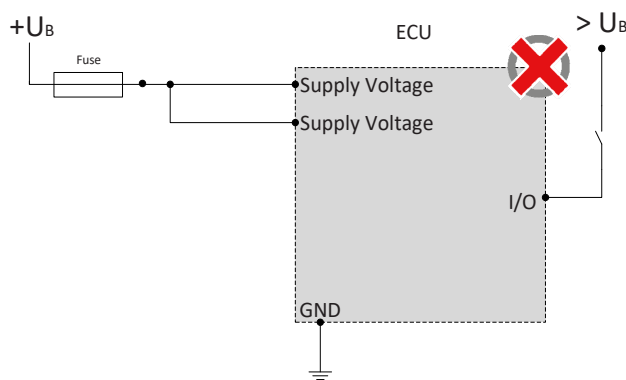 +UB
ECU
> UB
Fuse
Supply Voltage
Supply Voltage
I/O
GND